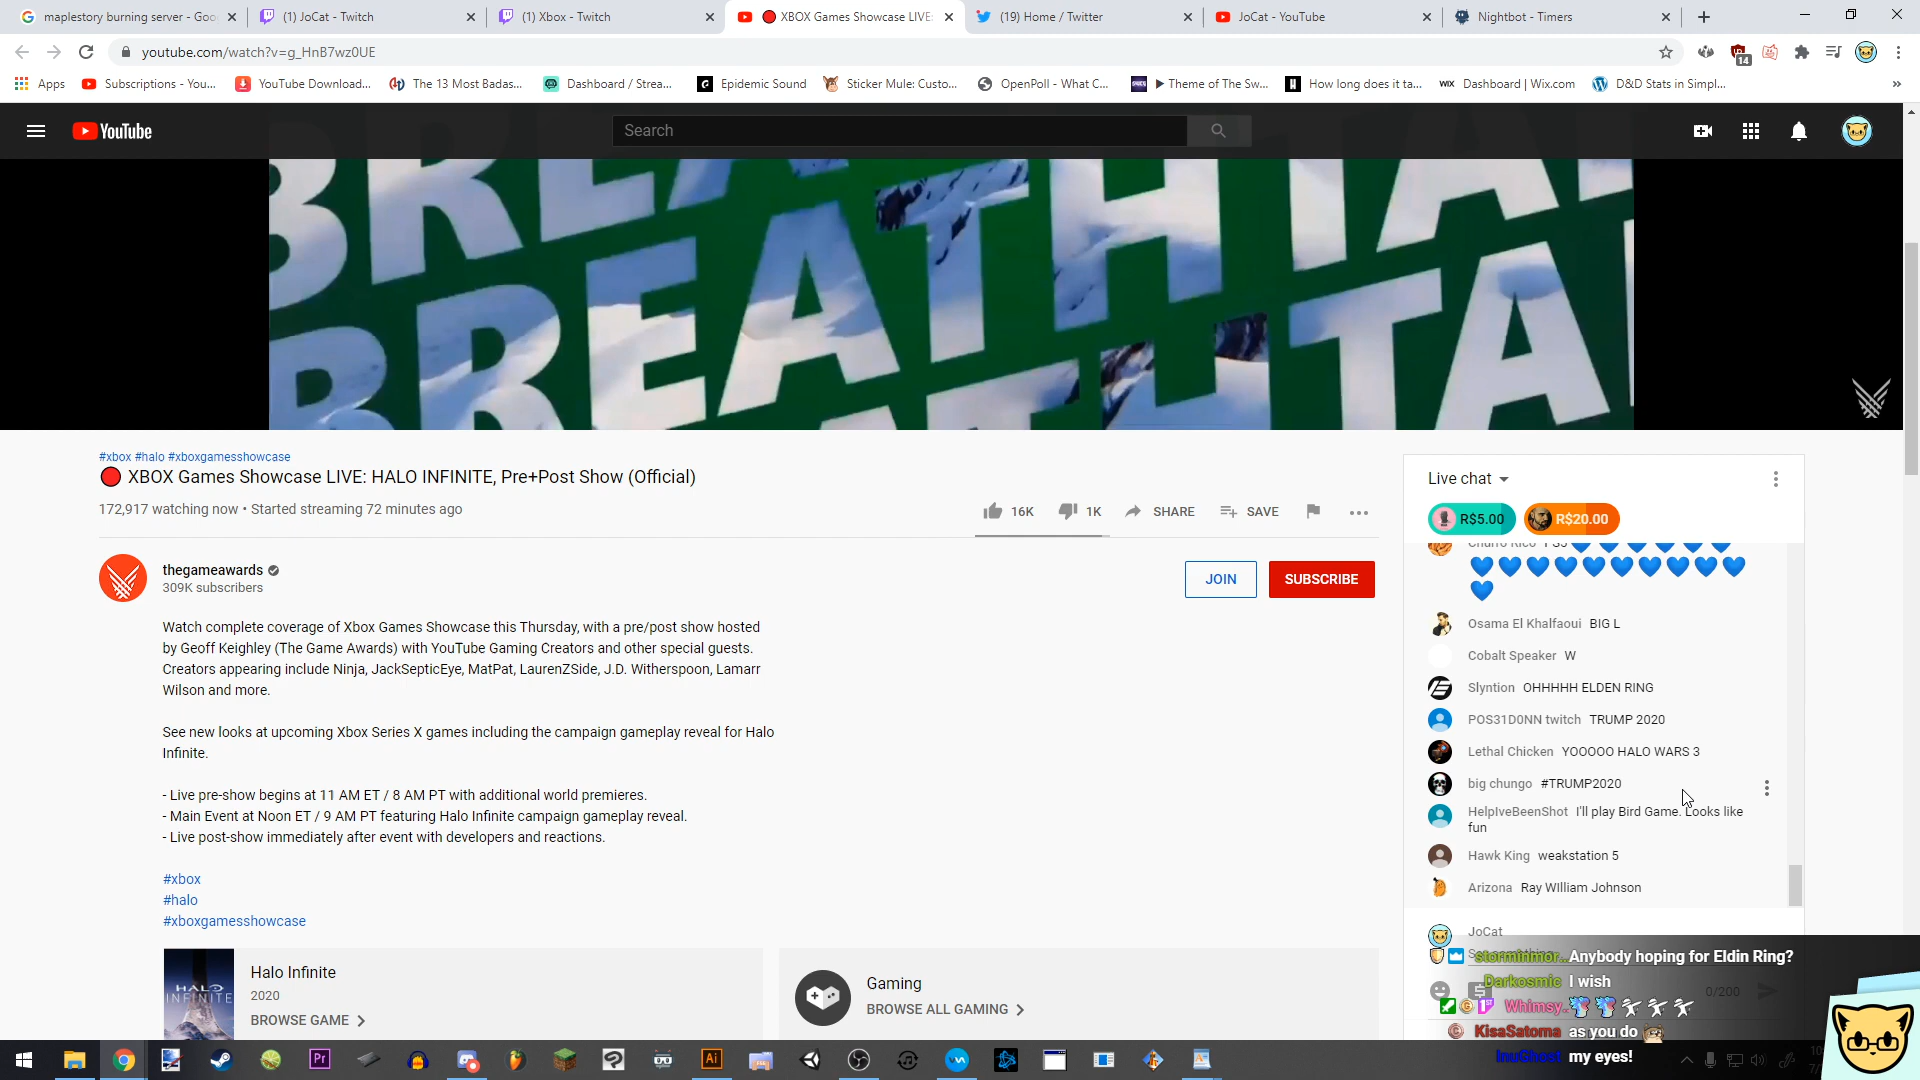 maplestory burning server - Goo
(1) JoCat - Twitch
(1) Xbox - Twitch
XBOX Games Showcase LIVE:
(19) Home / Twitter
JoCat - YouTube
Nightbot - Timers
youtube.com/watch?v=g_HnB7wz0UE
14
Apps
Subscriptions - You...
YouTube Download...
The 13 Most Badas...
Dashboard / Strea...
Epidemic Sound
Sticker Mule: Custo...
OpenPoll - What C...
▶ Theme of The Sw...
How long does it ta...
WIX Dashboard | Wix.com
D&D Stats in Simpl...
»
YouTube
Search
BREATHTA
BREATHTA
#xbox #halo #xboxgamesshowcase
🔴 XBOX Games Showcase LIVE: HALO INFINITE, Pre+Post Show (Official)
172,917 watching now • Started streaming 72 minutes ago
16K
1K
SHARE
SAVE
thegameawards
309K subscribers
JOIN
SUBSCRIBE
Watch complete coverage of Xbox Games Showcase this Thursday, with a pre/post show hosted
by Geoff Keighley (The Game Awards) with YouTube Gaming Creators and other special guests.
Creators appearing include Ninja, JackSepticEye, MatPat, LaurenZSide, J.D. Witherspoon, Lamarr
Wilson and more.
See new looks at upcoming Xbox Series X games including the campaign gameplay reveal for Halo
Infinite.
- Live pre-show begins at 11 AM ET / 8 AM PT with additional world premieres.
- Main Event at Noon ET / 9 AM PT featuring Halo Infinite campaign gameplay reveal.
- Live post-show immediately after event with developers and reactions.
#xbox
#halo
#xboxgamesshowcase
HALO
INFINITE
Halo Infinite
2020
BROWSE GAME
Gaming
BROWSE ALL GAMING
Live chat
R$5.00
R$20.00
Churro Rico PS5 💙💙💙💙💙💙
💙💙💙💙💙💙💙💙💙💙
💙
Osama El Khalfaoui BIG L
Cobalt Speaker W
Slyntion OHHHHH ELDEN RING
POS31D0NN twitch TRUMP 2020
Lethal Chicken YOOOOO HALO WARS 3
big chungo #TRUMP2020
HelpIveBeenShot I'll play Bird Game. Looks like
fun
Hawk King weakstation 5
Arizona Ray WIlliam Johnson
JoCat
storminmor.. Anybody hoping for Eldin Ring?
Darkosmic I wish
0/200
Whimsy..
KisaSatoma as you do
InuGhost my eyes!